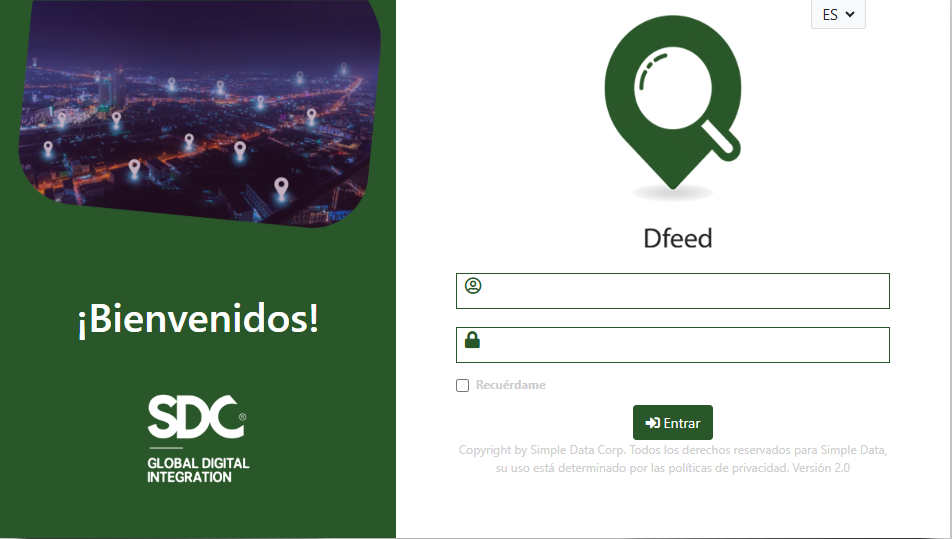 ES
Dfeed
¡Bienvenidos!
SDC®
GLOBAL DIGITAL
INTEGRATION
Recuérdame
Entrar
Copyright by Simple Data Corp. Todos los derechos reservados para Simple Data,
su uso está determinado por las políticas de privacidad. Versión 2.0